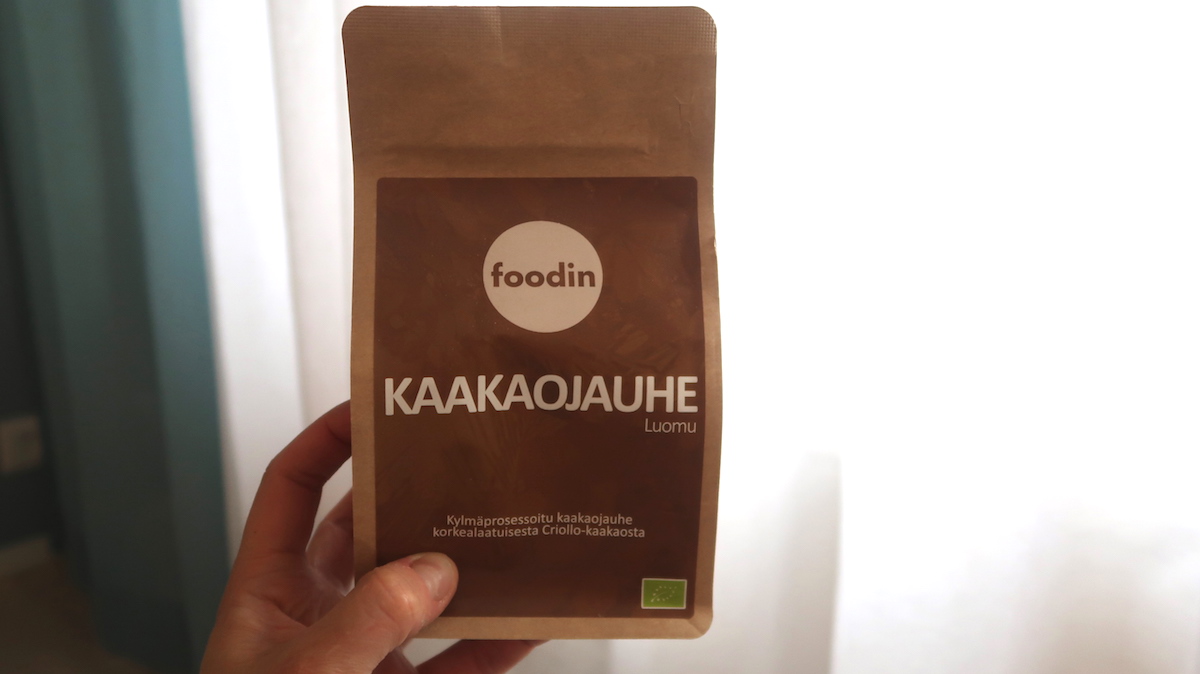 foodin
KAAKAOJAUHE
Luomu
Kylmäprosessoitu kaakaojauhe
korkealaatuisesta Criollo-kaakaosta